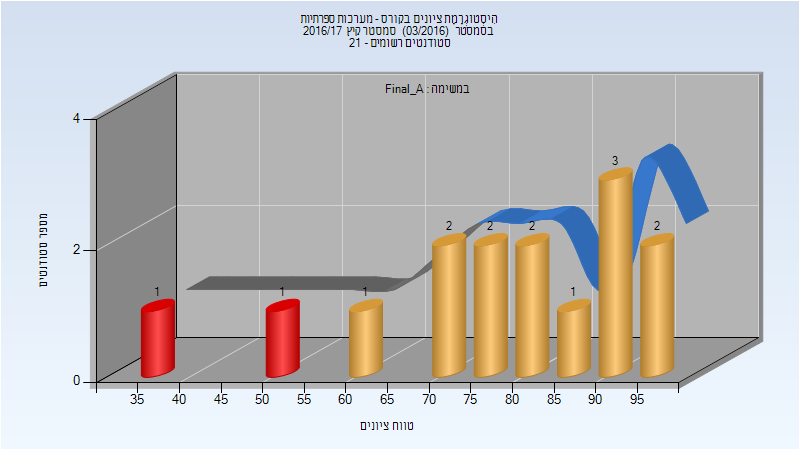 היסטוגרמת ציונים בקורס - מערכות ספרתיות
בסמסטר (03/2016) סמסטר קיץ 2016/17
סטודנטים רשומים - 21
במשימה : Final_A
4
2
0
מספר סטודנטים
1
1
1
2
2
2
1
3
2
35 40 45 50 55 60 65 70 75 80 85 90 95
טווח ציונים